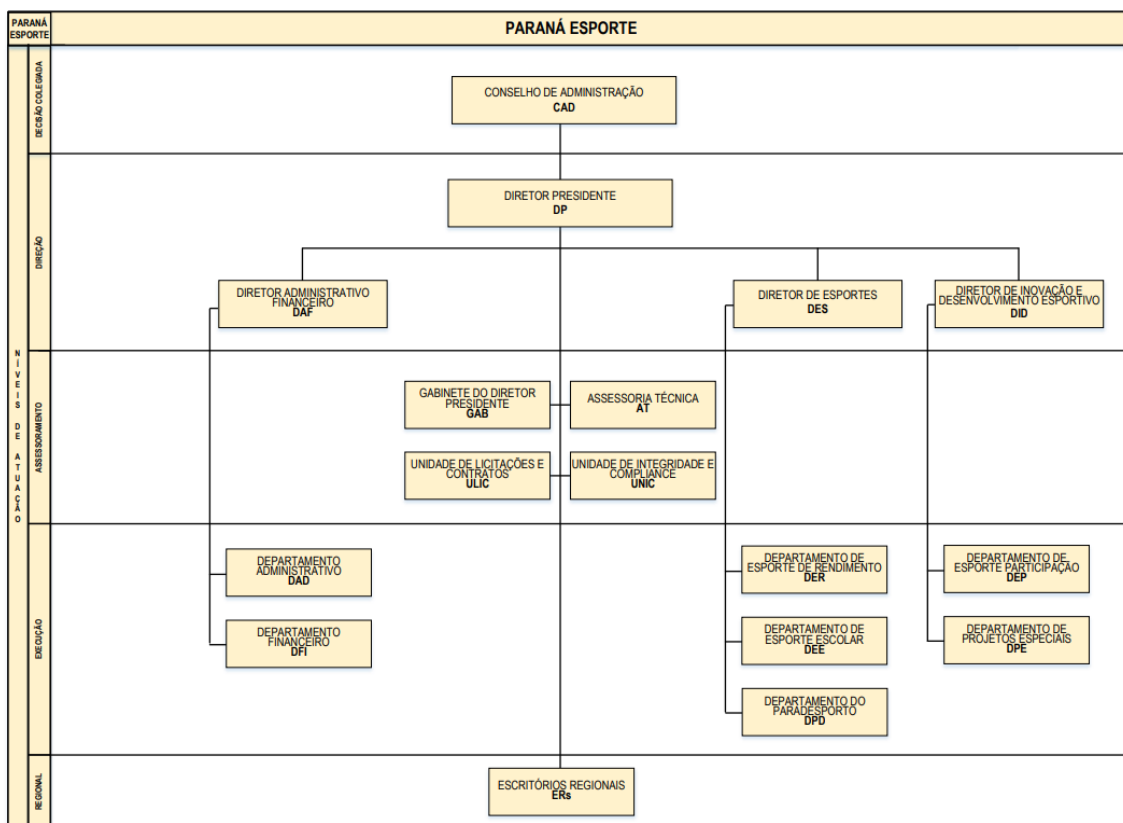 PARANÁ
ESPORTE
PARANÁ ESPORTE
NÍVEIS DE ATUAÇÃO
DECISÃO COLEGIADA
CONSELHO DE ADMINISTRAÇÃO
CAD
DIREÇÃO
DIRETOR PRESIDENTE
DP
DIRETOR ADMINISTRATIVO
FINANCEIRO
DAF
DIRETOR DE ESPORTES
DES
DIRETOR DE INOVAÇÃO E
DESENVOLVIMENTO ESPORTIVO
DID
ASSESSORAMENTO
GABINETE DO DIRETOR
PRESIDENTE
GAB
ASSESSORIA TÉCNICA
AT
UNIDADE DE LICITAÇÕES E
CONTRATOS
ULIC
UNIDADE DE INTEGRIDADE E
COMPLIANCE
UNIC
EXECUÇÃO
DEPARTAMENTO
ADMINISTRATIVO
DAD
DEPARTAMENTO
FINANCEIRO
DFI
DEPARTAMENTO DE
ESPORTE DE RENDIMENTO
DER
DEPARTAMENTO DE
ESPORTE ESCOLAR
DEE
DEPARTAMENTO DO
PARADESPORTO
DPD
DEPARTAMENTO DE
ESPORTE PARTICIPAÇÃO
DEP
DEPARTAMENTO DE
PROJETOS ESPECIAIS
DPE
REGIONAL
ESCRITÓRIOS REGIONAIS
ERs